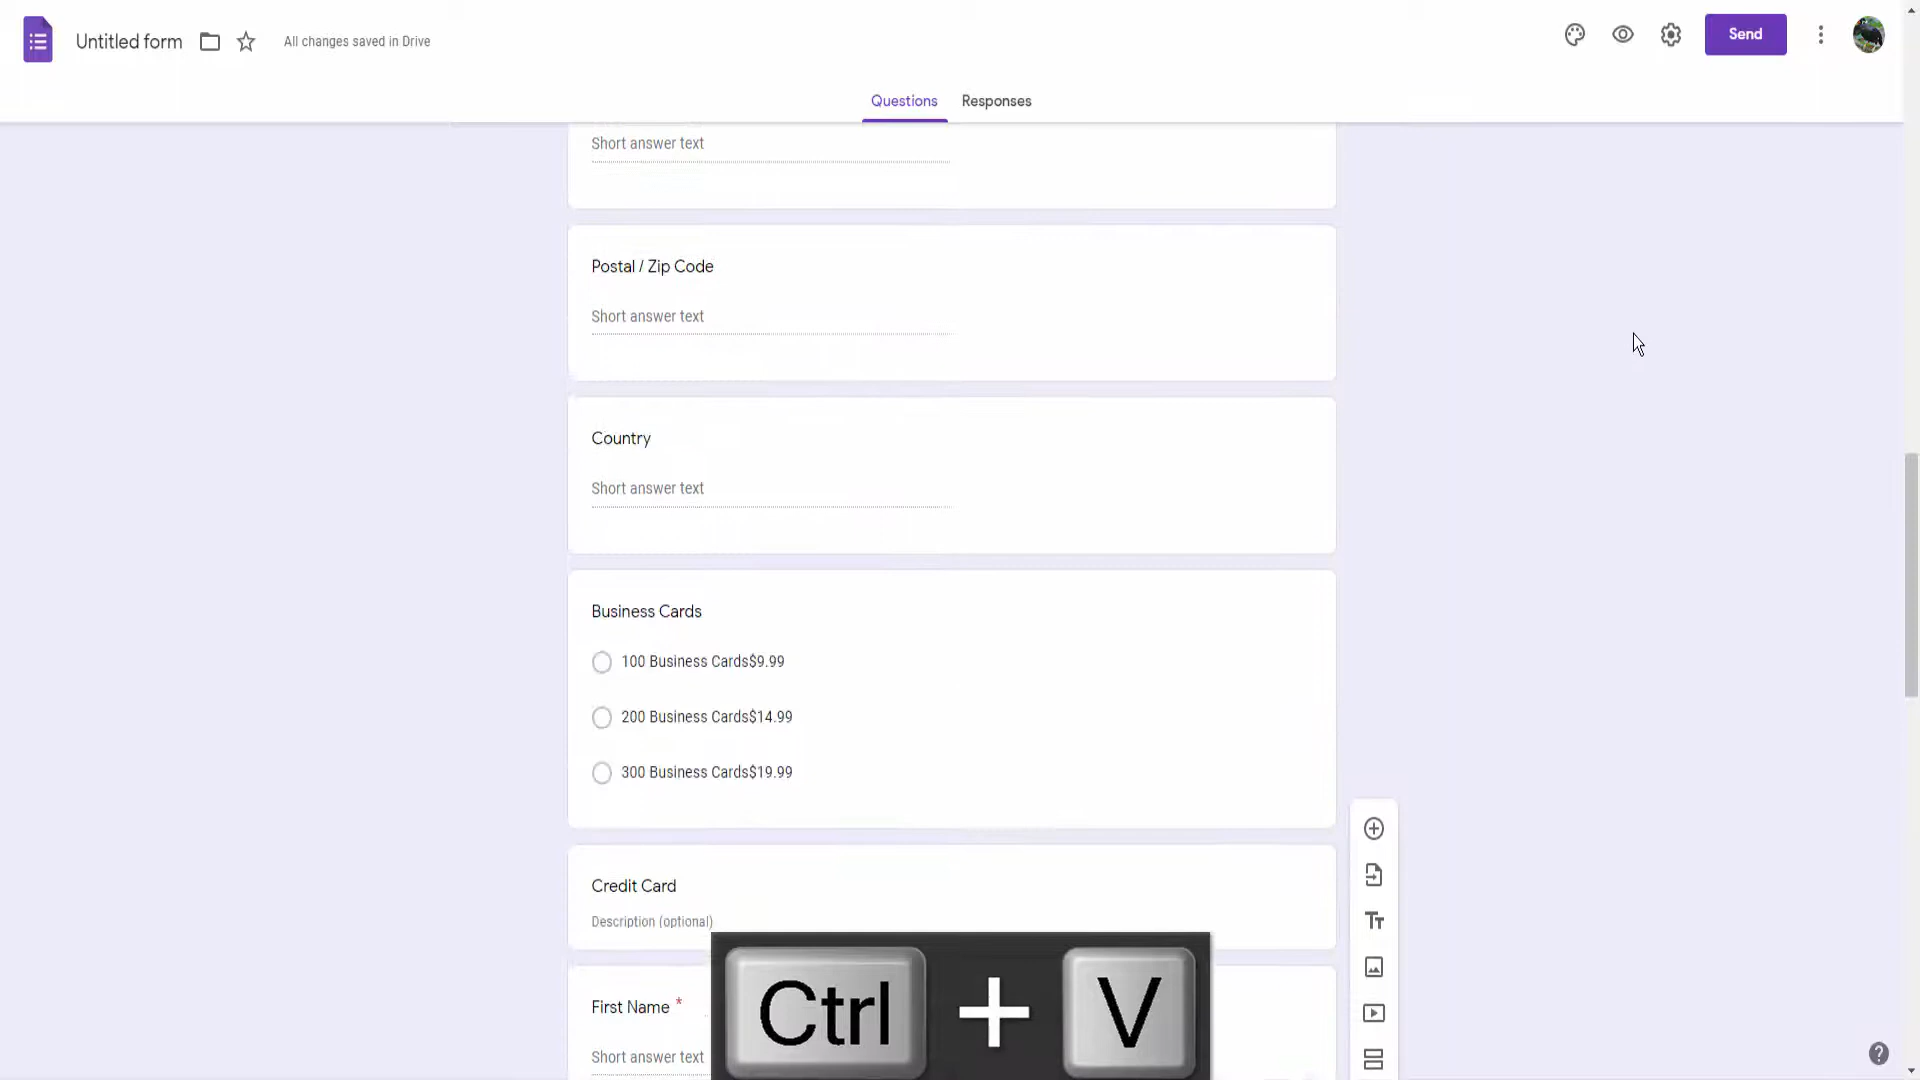 Untitled form
All changes saved in Drive
Send
Questions
Responses
Short answer text
Postal / Zip Code
Short answer text
Country
Short answer text
Business Cards
100 Business Cards$9.99
200 Business Cards$14.99
300 Business Cards$19.99
Credit Card
Description (optional)
First Name *
Short answer text
Ctrl + V
Tт